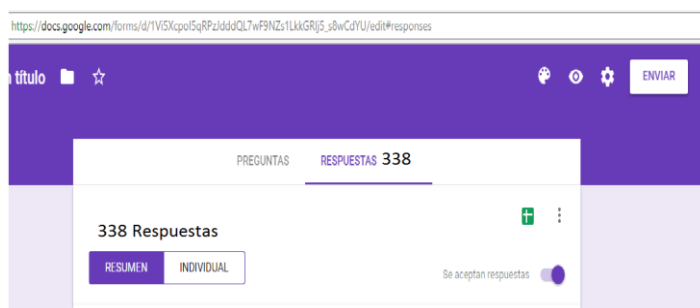 https://docs.google.com/forms/d/1Vi5Xcpol5qRPzJdddQL7wF9NZs1LkkGRIj5_s8wCdYU/edit#responses
título
ENVIAR
PREGUNTAS RESPUESTAS 338
338 Respuestas
RESUMEN INDIVIDUAL
Se aceptan respuestas